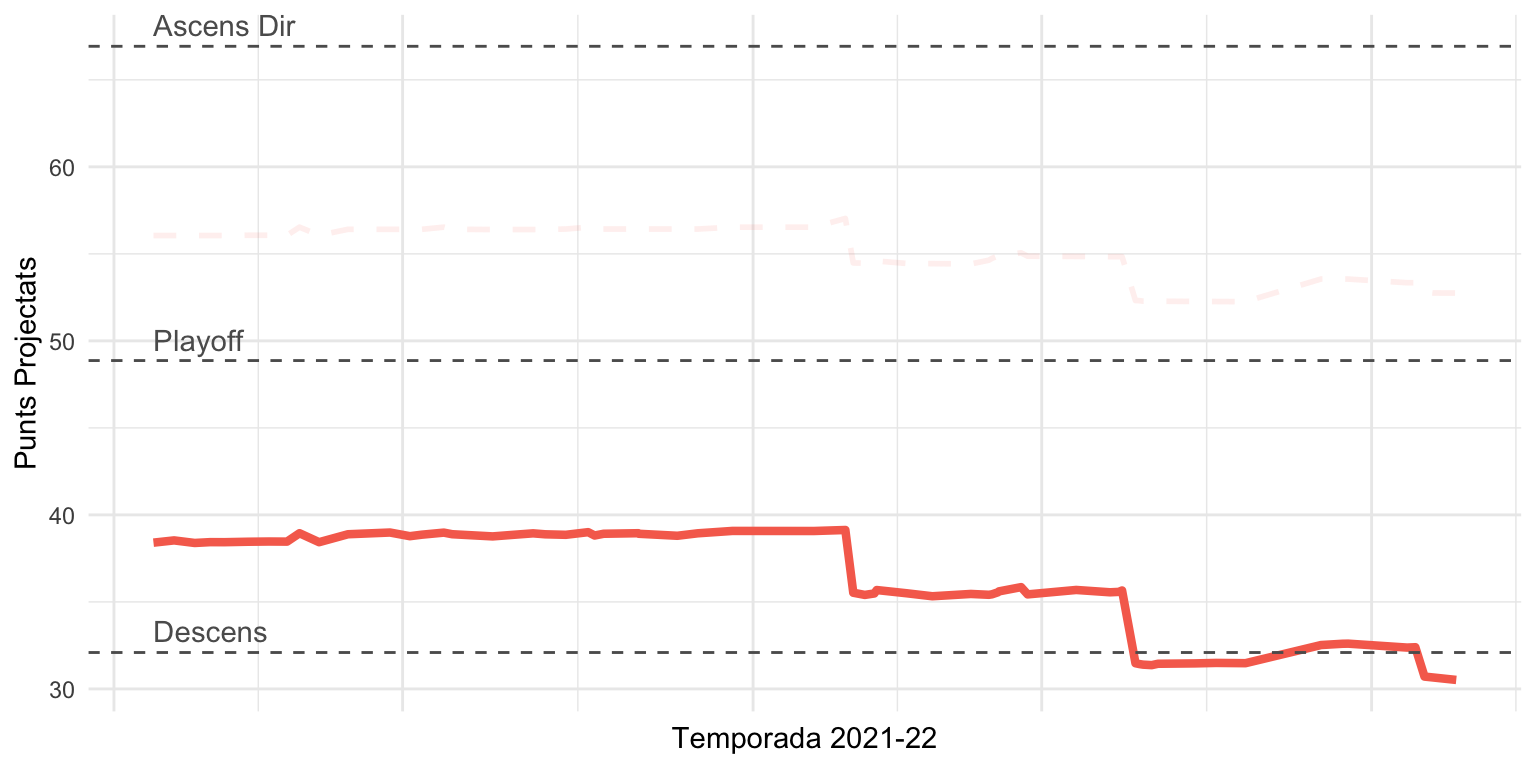 Ascens Dir
60
Playoff
50
Punts Projectats
40
Descens
30
Temporada 2021-22